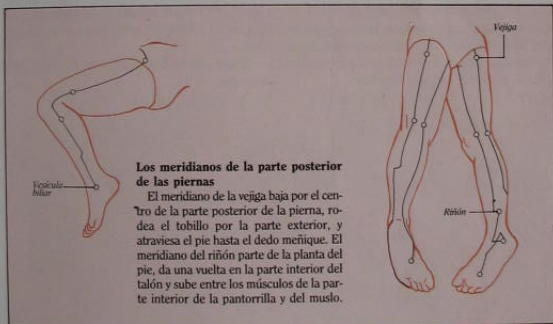 Vejiga
Vesícula
biliar
Los meridianos de la parte posterior
de las piernas
El meridiano de la vejiga baja por el cen-
tro de la parte posterior de la pierna, ro-
dea el tobillo por la parte exterior, y
atraviesa el pie hasta el dedo meñique. El
meridiano del riñón parte de la planta del
pie, da una vuelta en la parte interior del
talón y sube entre los músculos de la par-
te interior de la pantorrilla y del muslo.
Riñón